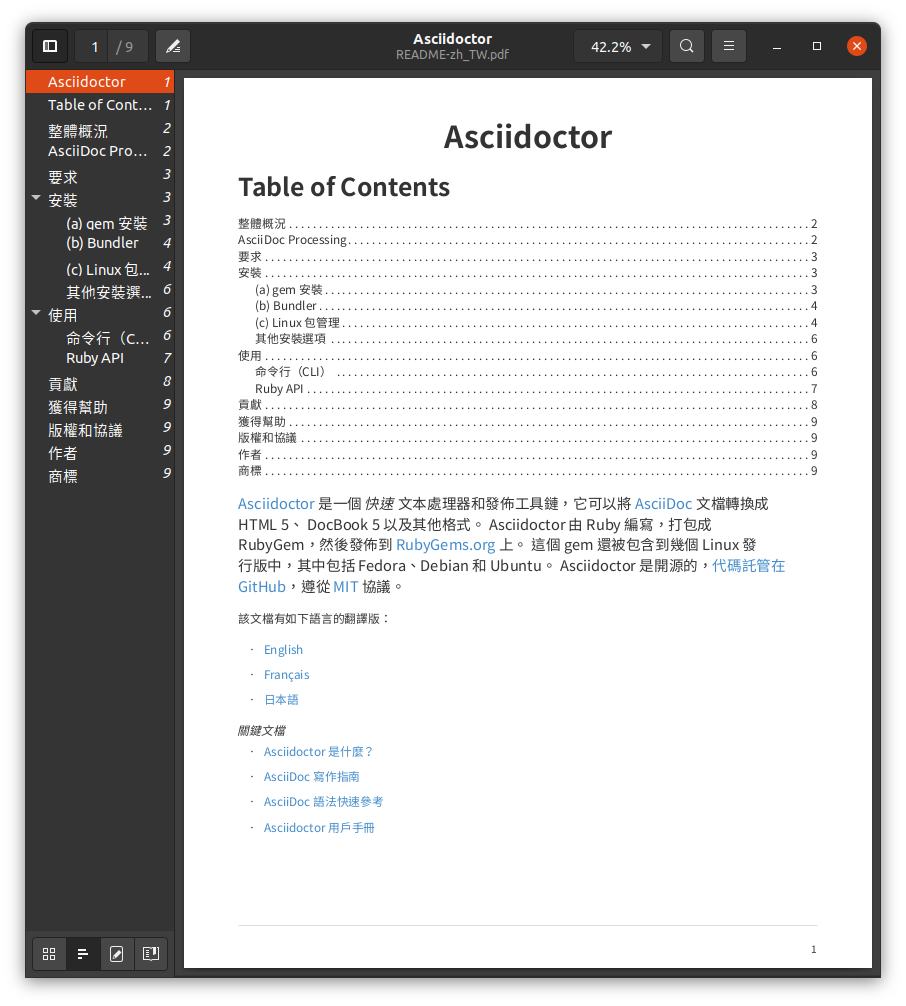 1 / 9
Asciidoctor
README-zh_TW.pdf
42.2%
Asciidoctor 1
Table of Cont... 1
整體概況 2
AsciiDoc Pro... 2
要求 3
安裝 3
(a) gem 安裝 3
(b) Bundler 4
(c) Linux 包... 4
其他安裝選... 6
使用 6
命令行（C... 6
Ruby API 7
貢獻 8
獲得幫助 9
版權和協議 9
作者 9
商標 9
Asciidoctor
Table of Contents
整體概況 2
AsciiDoc Processing 2
要求 3
安裝 3
(a) gem 安裝 3
(b) Bundler 4
(c) Linux 包管理 4
其他安裝選項 6
使用 6
命令行（CLI） 6
Ruby API 7
貢獻 8
獲得幫助 9
版權和協議 9
作者 9
商標 9
Asciidoctor 是一個 快速 文本處理器和發佈工具鏈，它可以將 AsciiDoc 文檔轉換成
HTML 5、 DocBook 5 以及其他格式。 Asciidoctor 由 Ruby 編寫，打包成
RubyGem，然後發佈到 RubyGems.org 上。 這個 gem 還被包含到幾個 Linux 發
行版中，其中包括 Fedora、Debian 和 Ubuntu。 Asciidoctor 是開源的，代碼託管在
GitHub，遵從 MIT 協議。
該文檔有如下語言的翻譯版：
· English
· Français
· 日本語
關鍵文檔
· Asciidoctor 是什麼？
· AsciiDoc 寫作指南
· AsciiDoc 語法快速參考
· Asciidoctor 用戶手冊
1